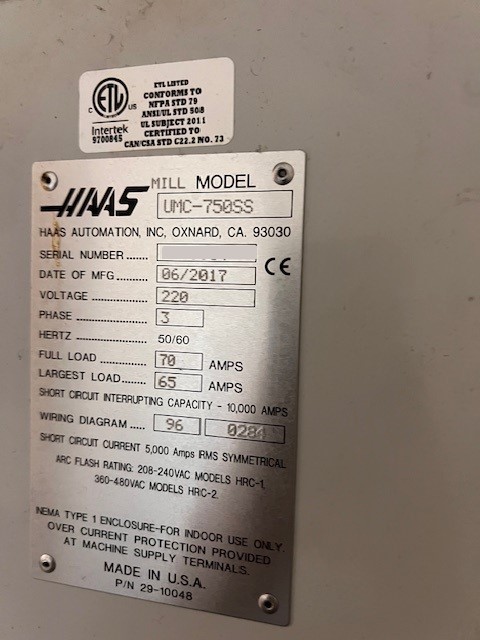 ETL LISTED
CONFORMS TO
NFPA STD 79
ANSI/UL STD 508
UL SUBJECT 2011
CERTIFIED TO
CAN/CSA STD C22.2 NO. 73
C ETL US
Intertek
9700845
HAAS MILL MODEL
UMC-750SS
HAAS AUTOMATION, INC, OXNARD, CA. 93030
SERIAL NUMBER ......
DATE OF MFG ..... 06/2017 CE
VOLTAGE ............... 220
PHASE .................. 3
HERTZ .................. 50/60
FULL LOAD ........... 70 AMPS
LARGEST LOAD....... 65 AMPS
SHORT CIRCUIT INTERRUPTING CAPACITY - 10,000 AMPS
WIRING DIAGRAM ..... 96 0284
SHORT CIRCUIT CURRENT 5,000 Amps RMS SYMMETRICAL
ARC FLASH RATING: 208-240VAC MODELS HRC-1,
360-480VAC MODELS HRC-2.
NEMA TYPE 1 ENCLOSURE-FOR INDOOR USE ONLY.
OVER CURRENT PROTECTION PROVIDED
AT MACHINE SUPPLY TERMINALS.
MADE IN U.S.A.
P/N 29-10048